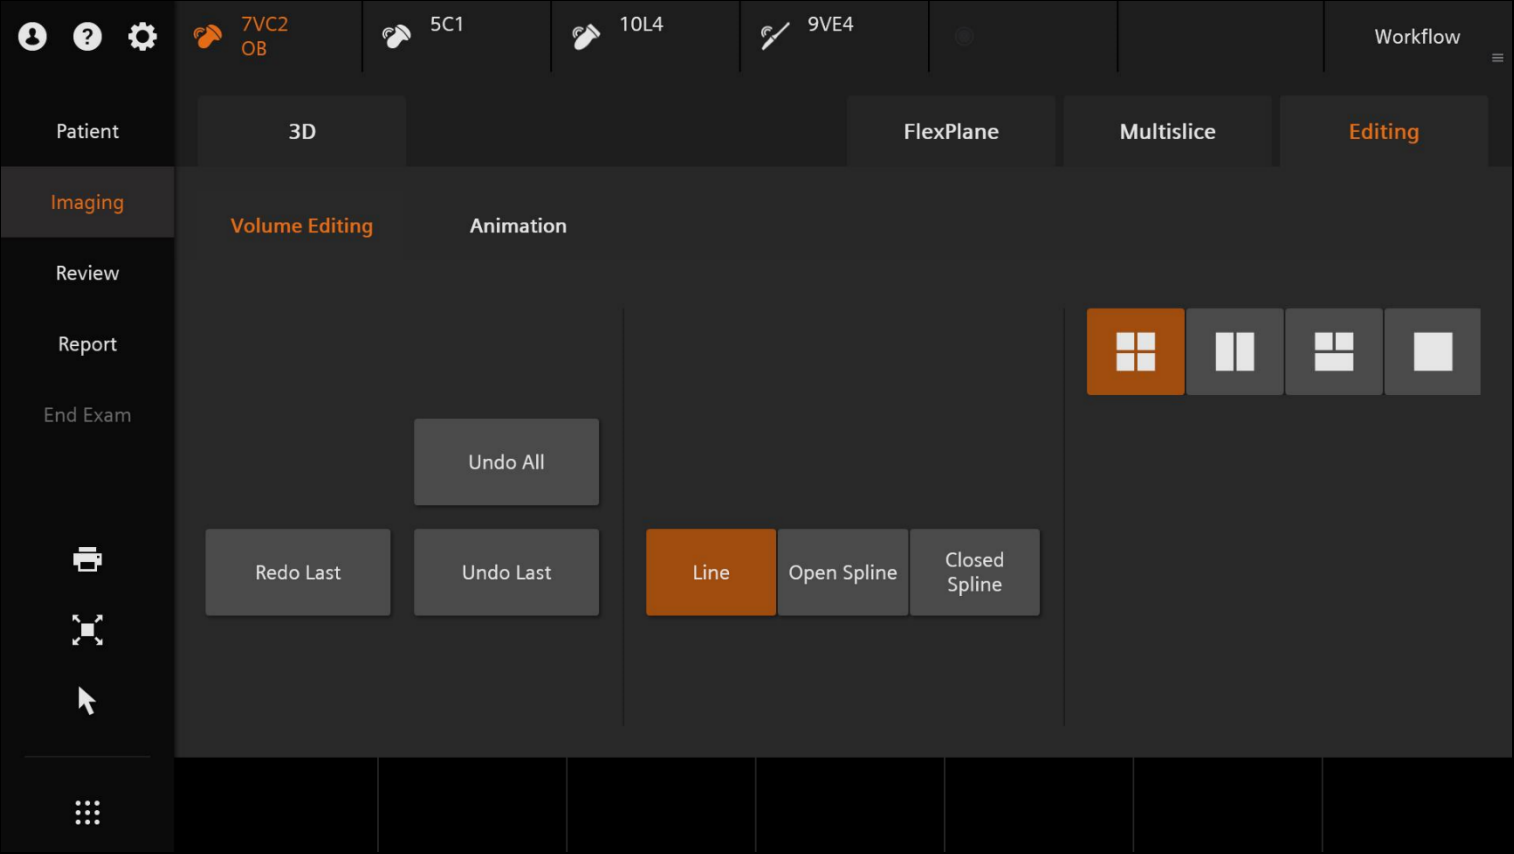 ?
7VC2
OB
5C1
10L4
9VE4
Workflow
Patient
3D
FlexPlane
Multislice
Editing
Imaging
Volume Editing
Animation
Review
Report
End Exam
Undo All
Redo Last
Undo Last
Line
Open Spline
Closed
Spline